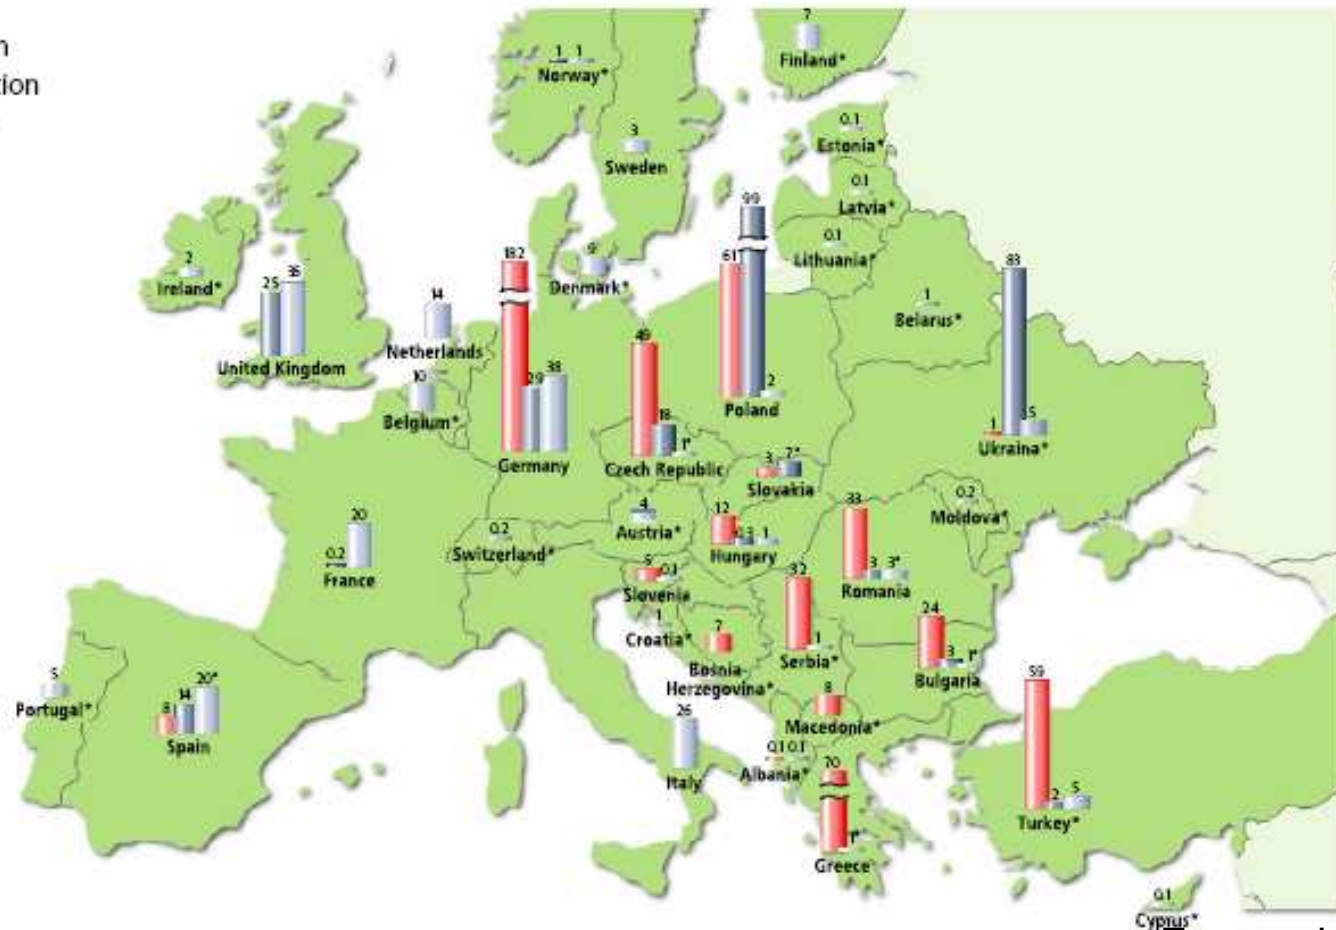 n
tion
7
Finland*
1 1
Norway*
3
Sweden
0.1
Estonia*
0.1
Latvia*
0.1
Lithuania*
2
Ireland*
25 36
United Kingdom
14
Netherlands
10
Belgium*
9
Denmark*
182 29 38
Germany
49 18 1*
Czech Republic
61 99 2
Poland
1
Belarus*
1 83
Ukraina*
3 7*
Slovakia
4
Austria*
0.2
Switzerland*
12 1
Hungary
33 3 3*
Romania
0.2
Moldova*
0.2 20
France
5 0.1
Slovenia
1
Croatia*
7
Bosnia-
Herzegovina*
32 1
Serbia*
24 3 1*
Bulgaria
5
Portugal*
8 14 20*
Spain
26
Italy
8
Macedonia*
0.1 0.1
Albania*
70 1*
Greece
59 2 5
Turkey*
0.1
Cyprus*